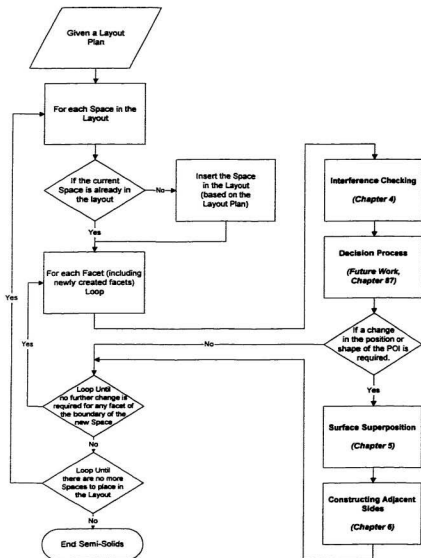 Given a Layout
Plan
For each Space in the
Layout
If the current
Space is already in
the layout
No
Insert the Space
in the Layout
(based on the
Layout Plan)
Yes
For each Facet (including
newly created facets)
Loop
Yes
Yes
Loop Until
no further change is
required for any facet of
the boundary of the
new Space
No
Loop Until
there are no more
Spaces to place in
the Layout
No
End Semi-Solids
Interference Checking
(Chapter 4)
Decision Process
(Future Work,
Chapter 87)
If a change
in the position or
shape of the POI is
required.
No
Yes
Surface Superposition
(Chapter 5)
Constructing Adjacent
Sides
(Chapter 6)